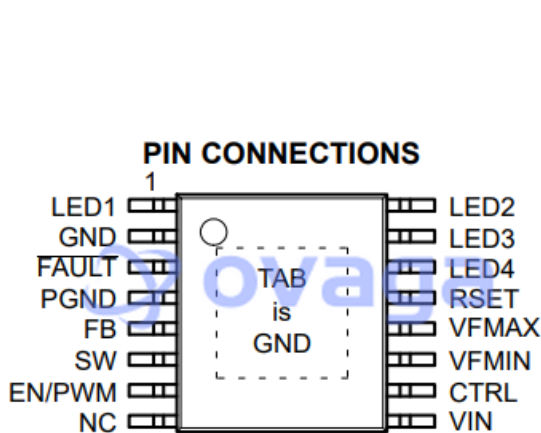 PIN CONNECTIONS
1
LED1 LED2
GND LED3
FAULT LED4
PGND RSET
FB VFMAX
SW VFMIN
EN/PWM CTRL
NC VIN
TAB
is
GND
ovaga